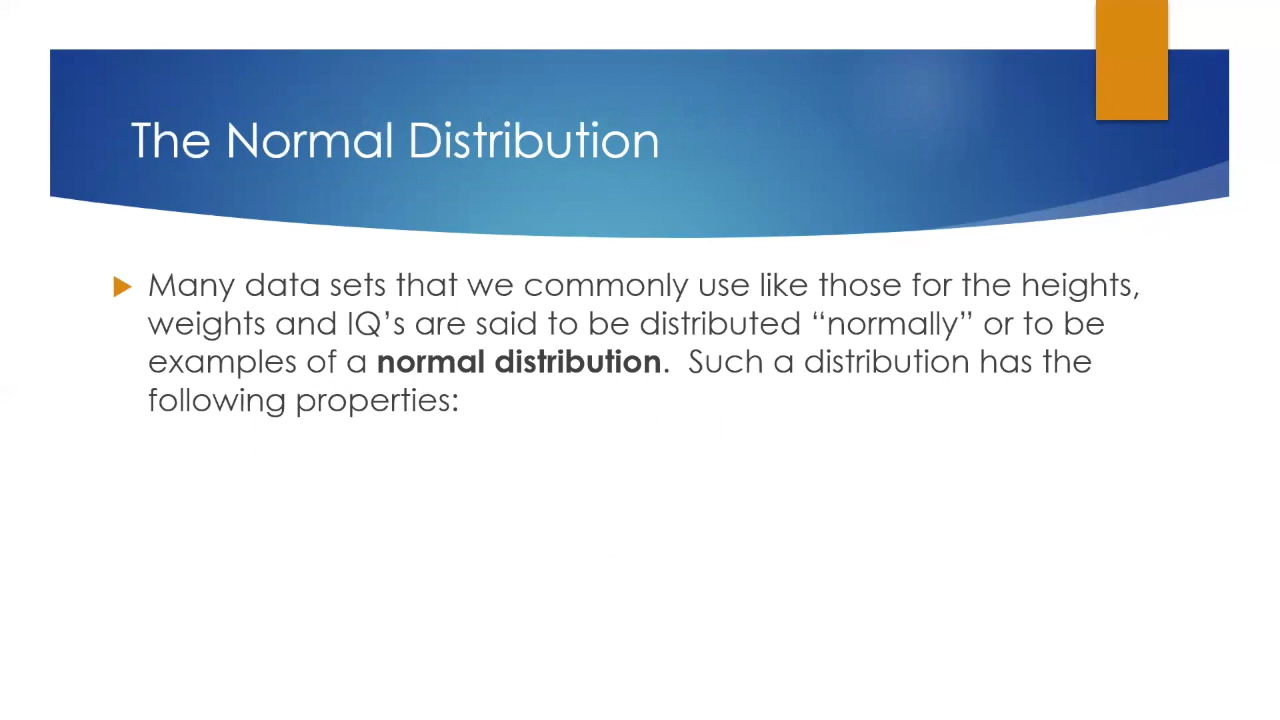 The Normal Distribution
Many data sets that we commonly use like those for the heights,
weights and IQ’s are said to be distributed “normally” or to be
examples of a normal distribution.  Such a distribution has the
following properties: